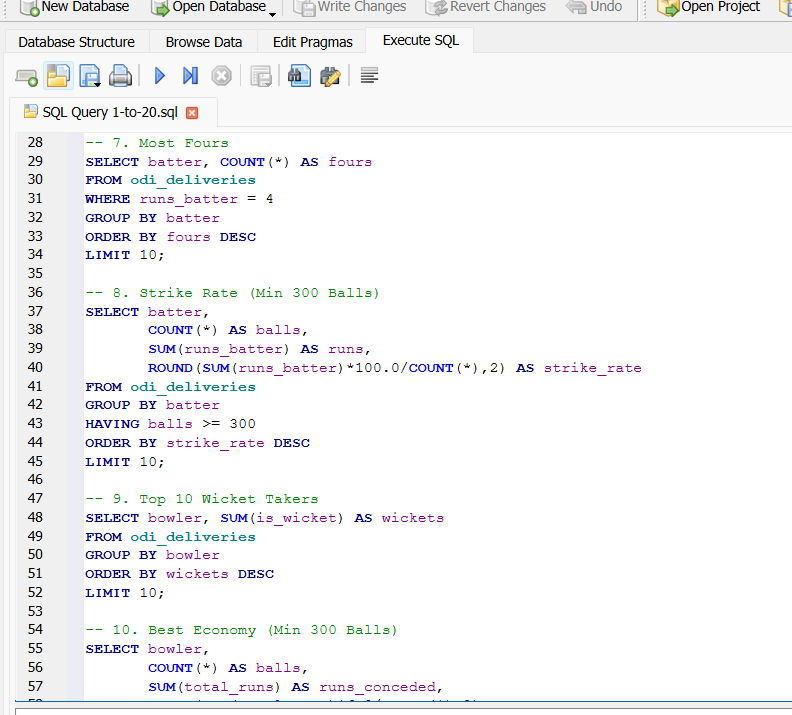 New Database Open Database Write Changes Revert Changes Undo Open Project
Database Structure Browse Data Edit Pragmas Execute SQL
SQL Query 1-to-20.sql
28 -- 7. Most Fours
29 SELECT batter, COUNT(*) AS fours
30 FROM odi_deliveries
31 WHERE runs_batter = 4
32 GROUP BY batter
33 ORDER BY fours DESC
34 LIMIT 10;
35
36 -- 8. Strike Rate (Min 300 Balls)
37 SELECT batter,
38 COUNT(*) AS balls,
39 SUM(runs_batter) AS runs,
40 ROUND(SUM(runs_batter)*100.0/COUNT(*),2) AS strike_rate
41 FROM odi_deliveries
42 GROUP BY batter
43 HAVING balls >= 300
44 ORDER BY strike_rate DESC
45 LIMIT 10;
46
47 -- 9. Top 10 Wicket Takers
48 SELECT bowler, SUM(is_wicket) AS wickets
49 FROM odi_deliveries
50 GROUP BY bowler
51 ORDER BY wickets DESC
52 LIMIT 10;
53
54 -- 10. Best Economy (Min 300 Balls)
55 SELECT bowler,
56 COUNT(*) AS balls,
57 SUM(total_runs) AS runs_conceded,